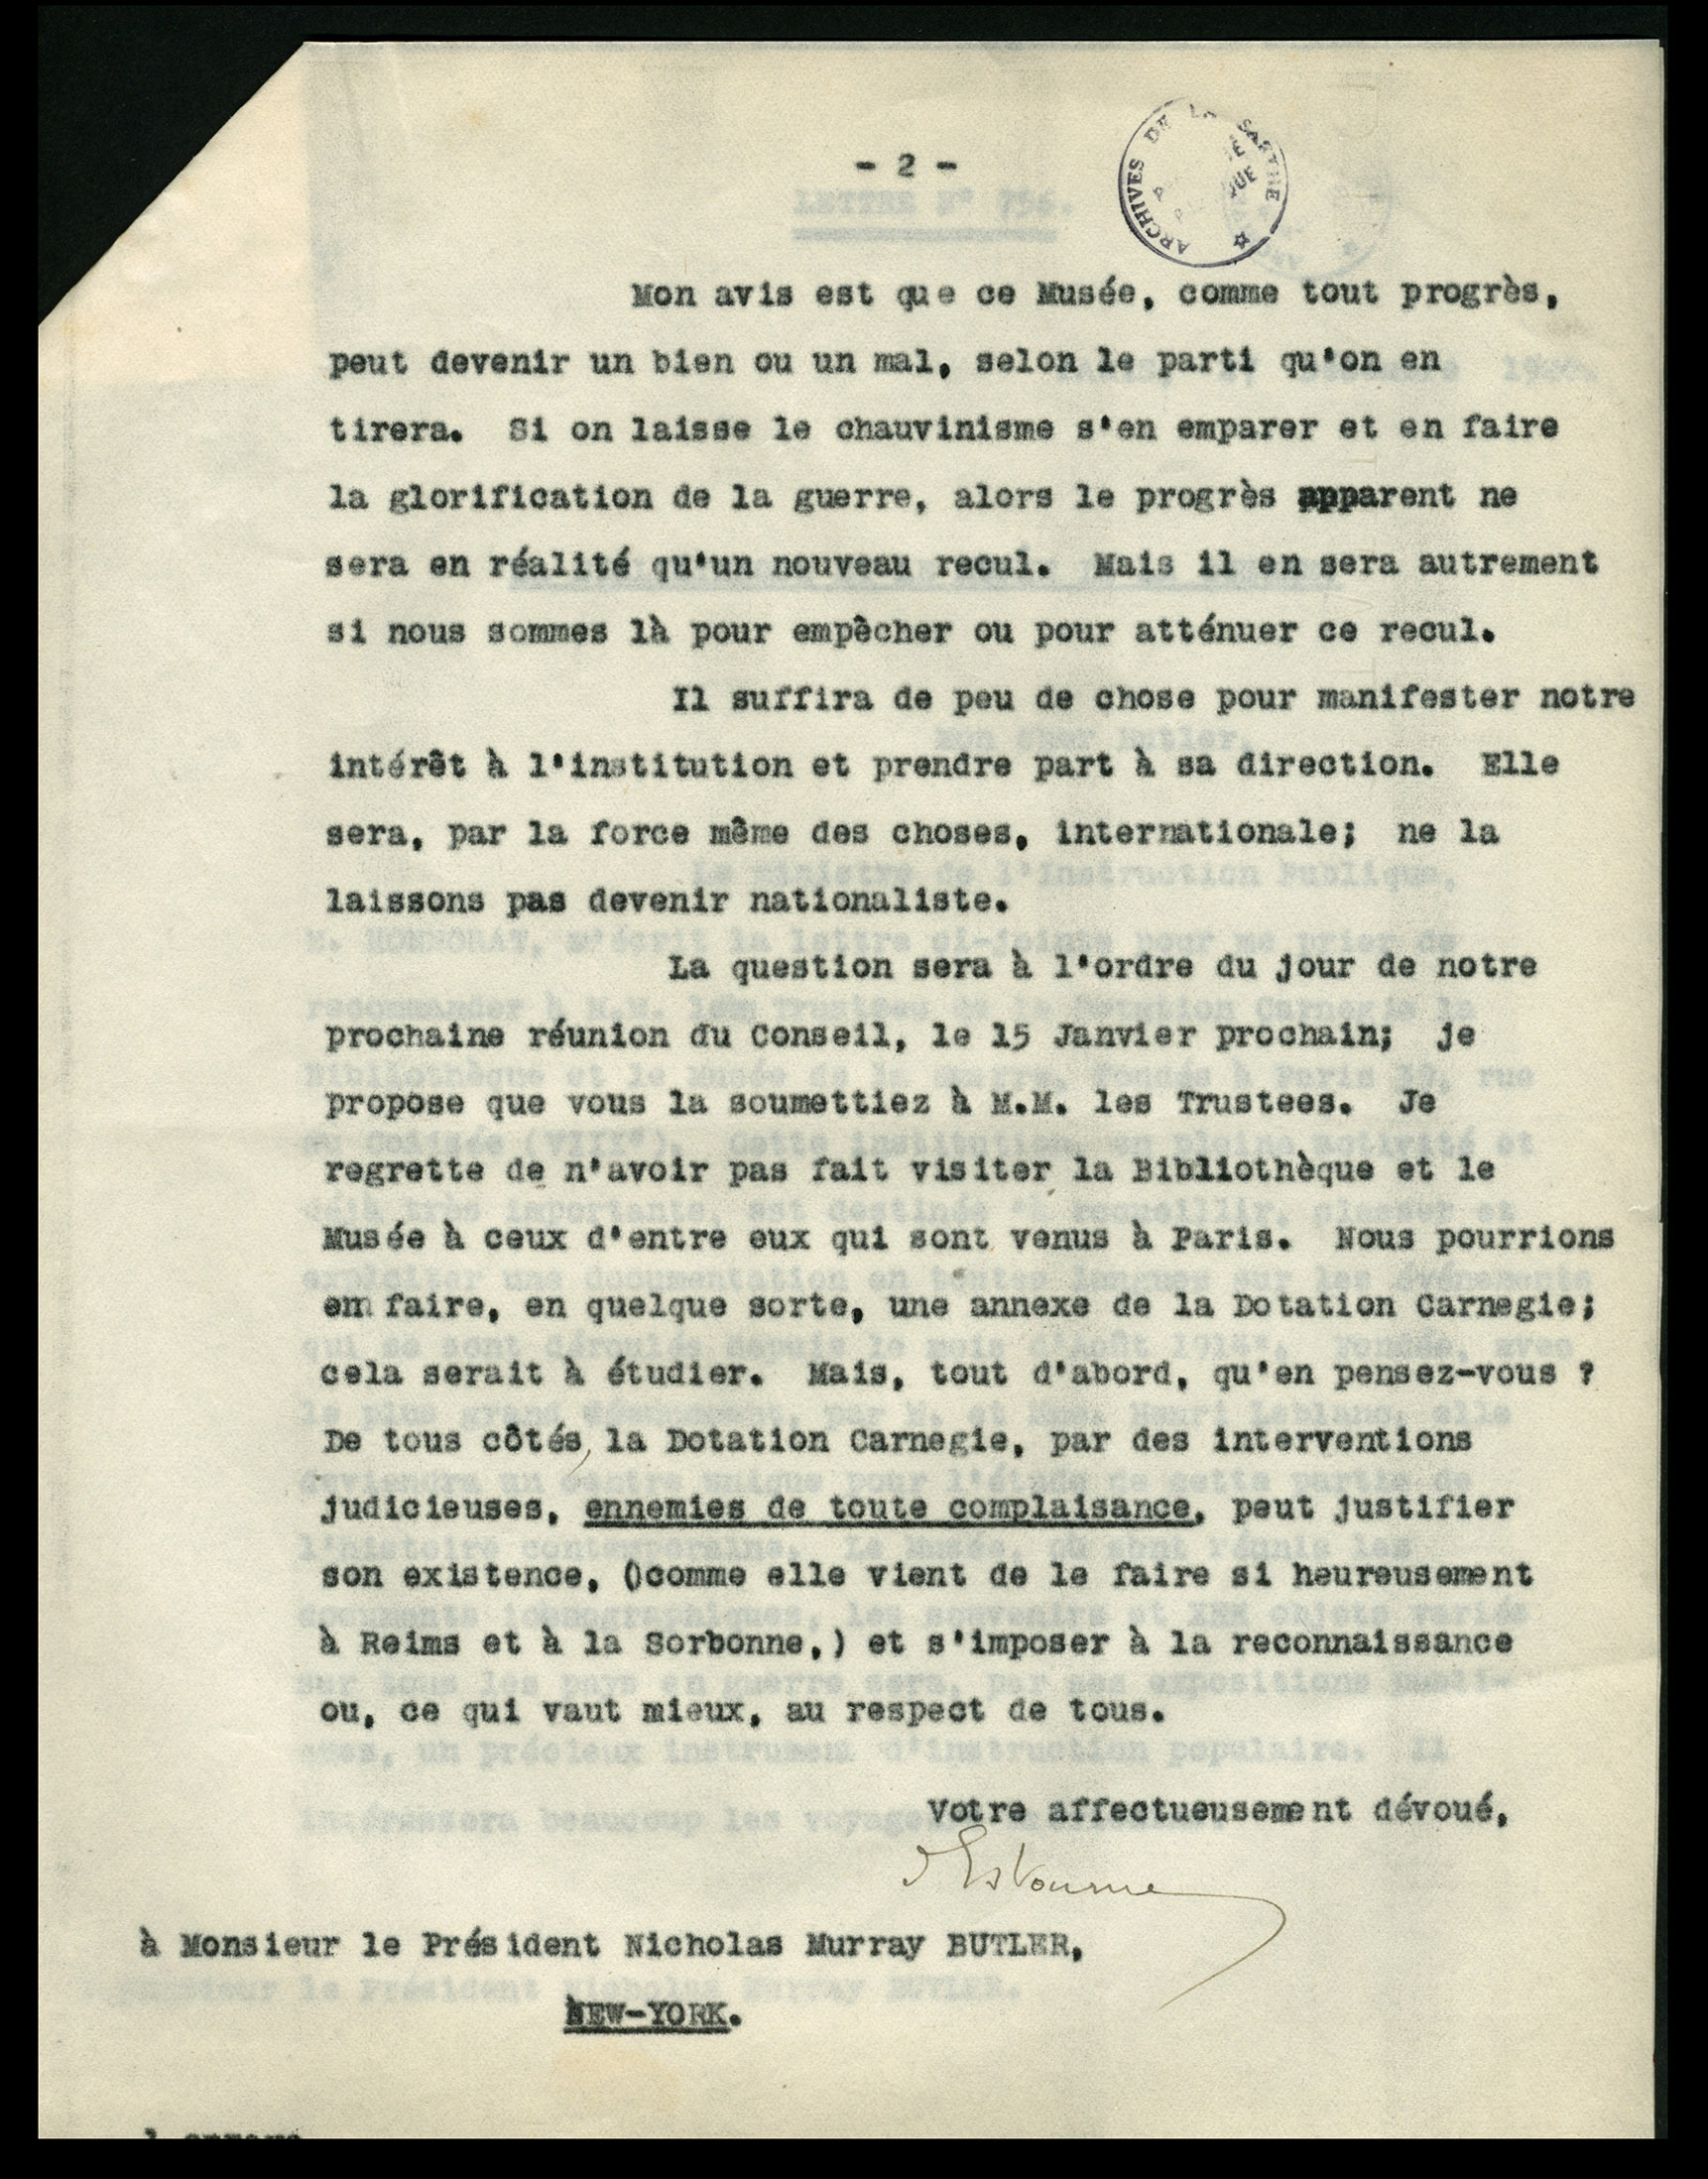 - 2 -
ARCHIVES DE LA SARTHE
Mon avis est que ce Musée, comme tout progrès,
peut devenir un bien ou un mal, selon le parti qu'on en
tirera. Si on laisse le chauvinisme s'en emparer et en faire
la glorification de la guerre, alors le progrès apparent ne
sera en réalité qu'un nouveau recul. Mais il en sera autrement
si nous sommes là pour empècher ou pour atténuer ce recul.
Il suffira de peu de chose pour manifester notre
intérêt à l'institution et prendre part à sa direction. Elle
sera, par la force même des choses, internationale; ne la
laissons pas devenir nationaliste.
La question sera à l'ordre du jour de notre
prochaine réunion du Conseil, le 15 Janvier prochain; je
propose que vous la soumettiez à M.M. les Trustees. Je
regrette de n'avoir pas fait visiter la Bibliothèque et le
Musée à ceux d'entre eux qui sont venus à Paris. Nous pourrions
en faire, en quelque sorte, une annexe de la Dotation Carnegie;
cela serait à étudier. Mais, tout d'abord, qu'en pensez-vous ?
De tous côtés, la Dotation Carnegie, par des interventions
judicieuses, ennemies de toute complaisance, peut justifier
son existence, ()comme elle vient de le faire si heureusement
à Reims et à la Sorbonne,) et s'imposer à la reconnaissance
ou, ce qui vaut mieux, au respect de tous.
Votre affectueusement dévoué,
à Monsieur le Président Nicholas Murray BUTLER,
NEW-YORK.